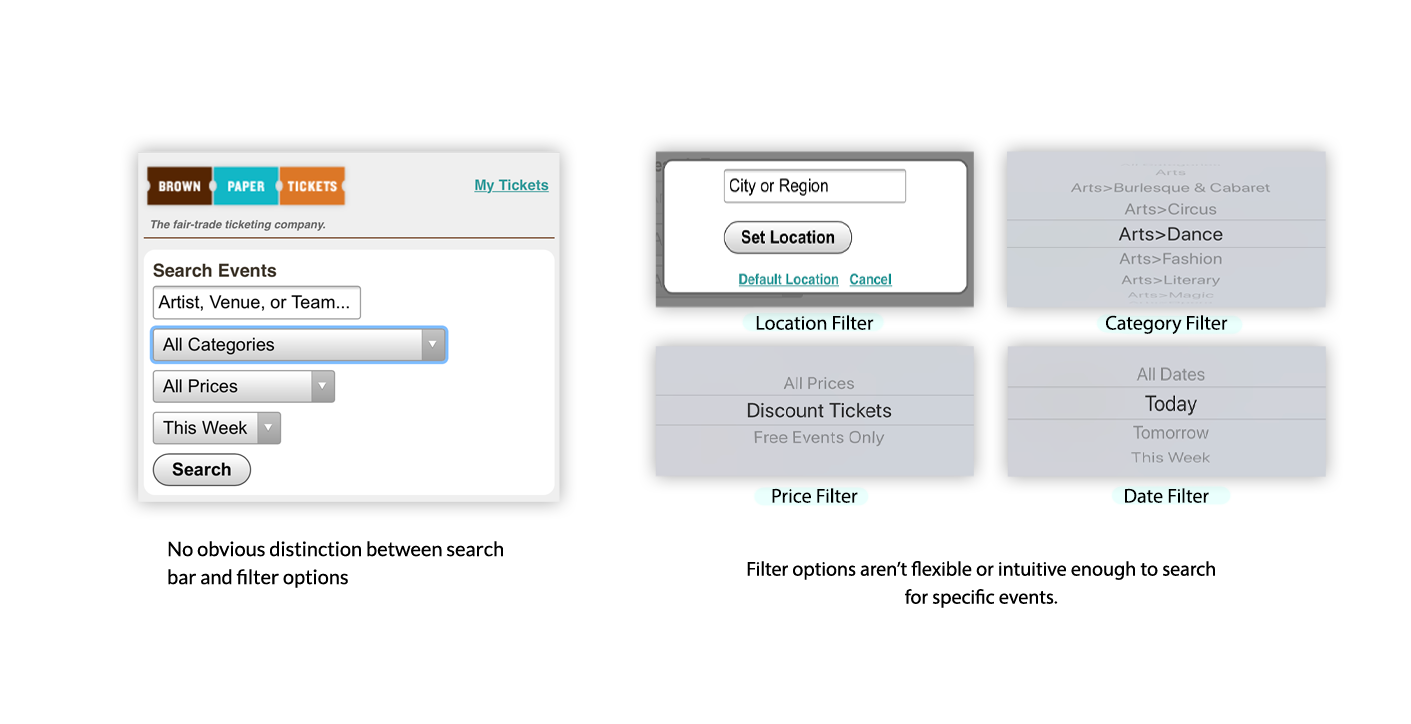 BROWN PAPER TICKETS
My Tickets
The fair-trade ticketing company.
Search Events
Artist, Venue, or Team...
All Categories
All Prices
This Week
Search
No obvious distinction between search
bar and filter options
City or Region
Set Location
Default Location Cancel
Location Filter
Arts
Arts>Burlesque & Cabaret
Arts>Circus
Arts>Dance
Arts>Fashion
Arts>Literary
Arts>Magic
Category Filter
All Prices
Discount Tickets
Free Events Only
Price Filter
All Dates
Today
Tomorrow
This Week
Date Filter
Filter options aren’t flexible or intuitive enough to search
for specific events.